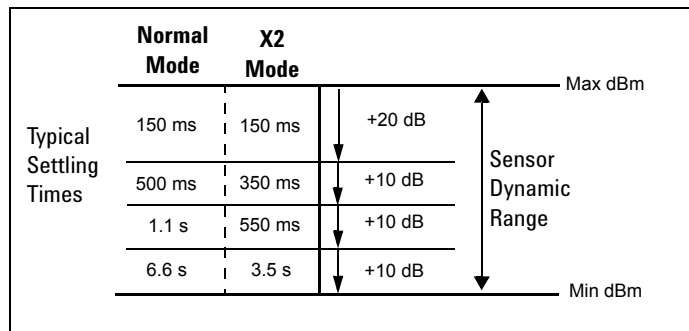 Normal Mode
X2 Mode
Max dBm
Typical Settling Times
150 ms 150 ms +20 dB
500 ms 350 ms +10 dB
1.1 s 550 ms +10 dB
6.6 s 3.5 s +10 dB
Sensor Dynamic Range
Min dBm